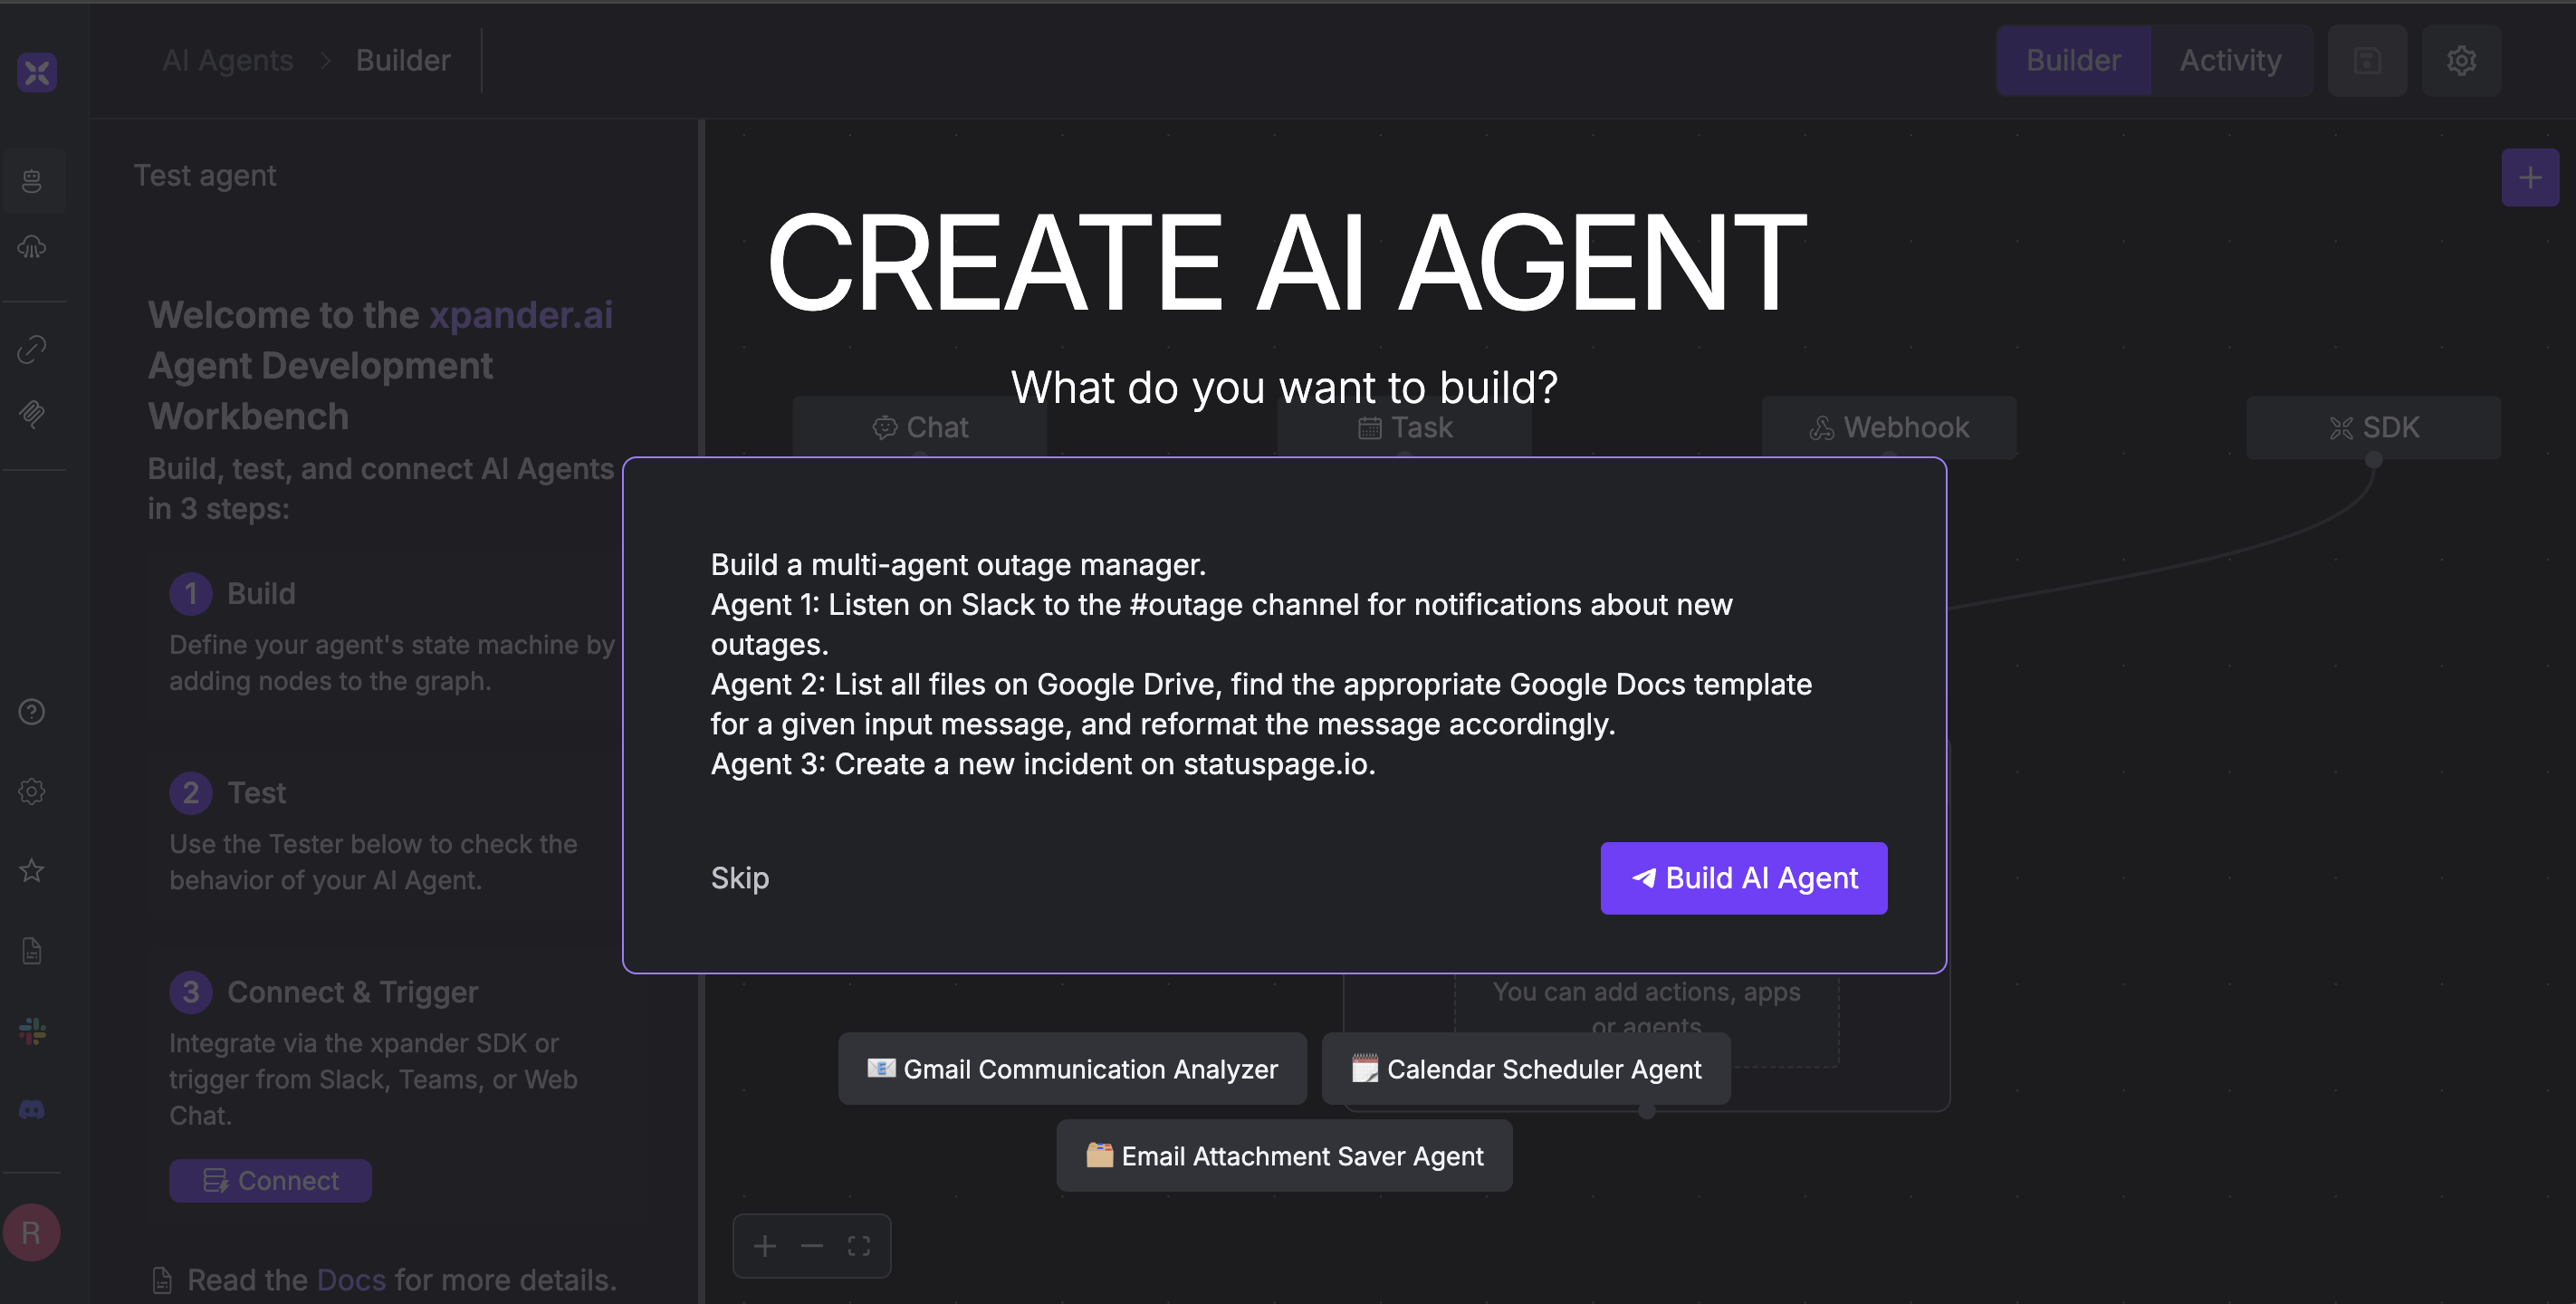 AI Agents > Builder
Builder
Activity
Test agent
CREATE AI AGENT
What do you want to build?
Chat
Task
Webhook
SDK
Welcome to the xpander.ai
Agent Development
Workbench
Build, test, and connect AI Agents
in 3 steps:
1 Build
Define your agent's state machine by
adding nodes to the graph.
2 Test
Use the Tester below to check the
behavior of your AI Agent.
3 Connect & Trigger
Integrate via the xpander SDK or
trigger from Slack, Teams, or Web
Chat.
Connect
Read the Docs for more details.
R
Build a multi-agent outage manager.
Agent 1: Listen on Slack to the #outage channel for notifications about new
outages.
Agent 2: List all files on Google Drive, find the appropriate Google Docs template
for a given input message, and reformat the message accordingly.
Agent 3: Create a new incident on statuspage.io.
Skip
Build AI Agent
You can add actions, apps
or agents
Gmail Communication Analyzer
Calendar Scheduler Agent
Email Attachment Saver Agent